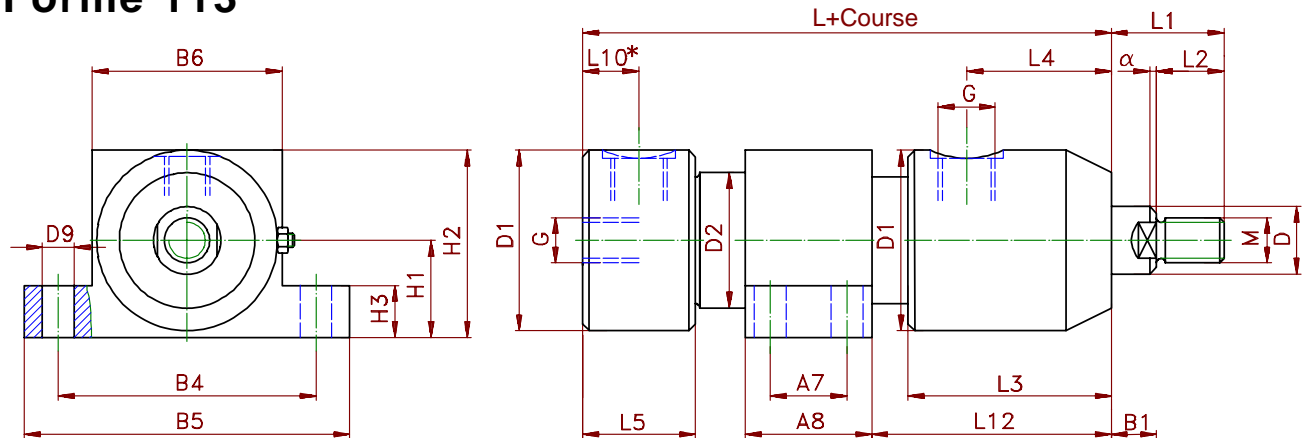 Forme 113
L+Course
L1
B6
L10*
L4
α
L2
G
D9
D1
G
D2
D1
M
D
H3
H1
H2
B4
A7
L3
B5
L5
A8
L12
B1